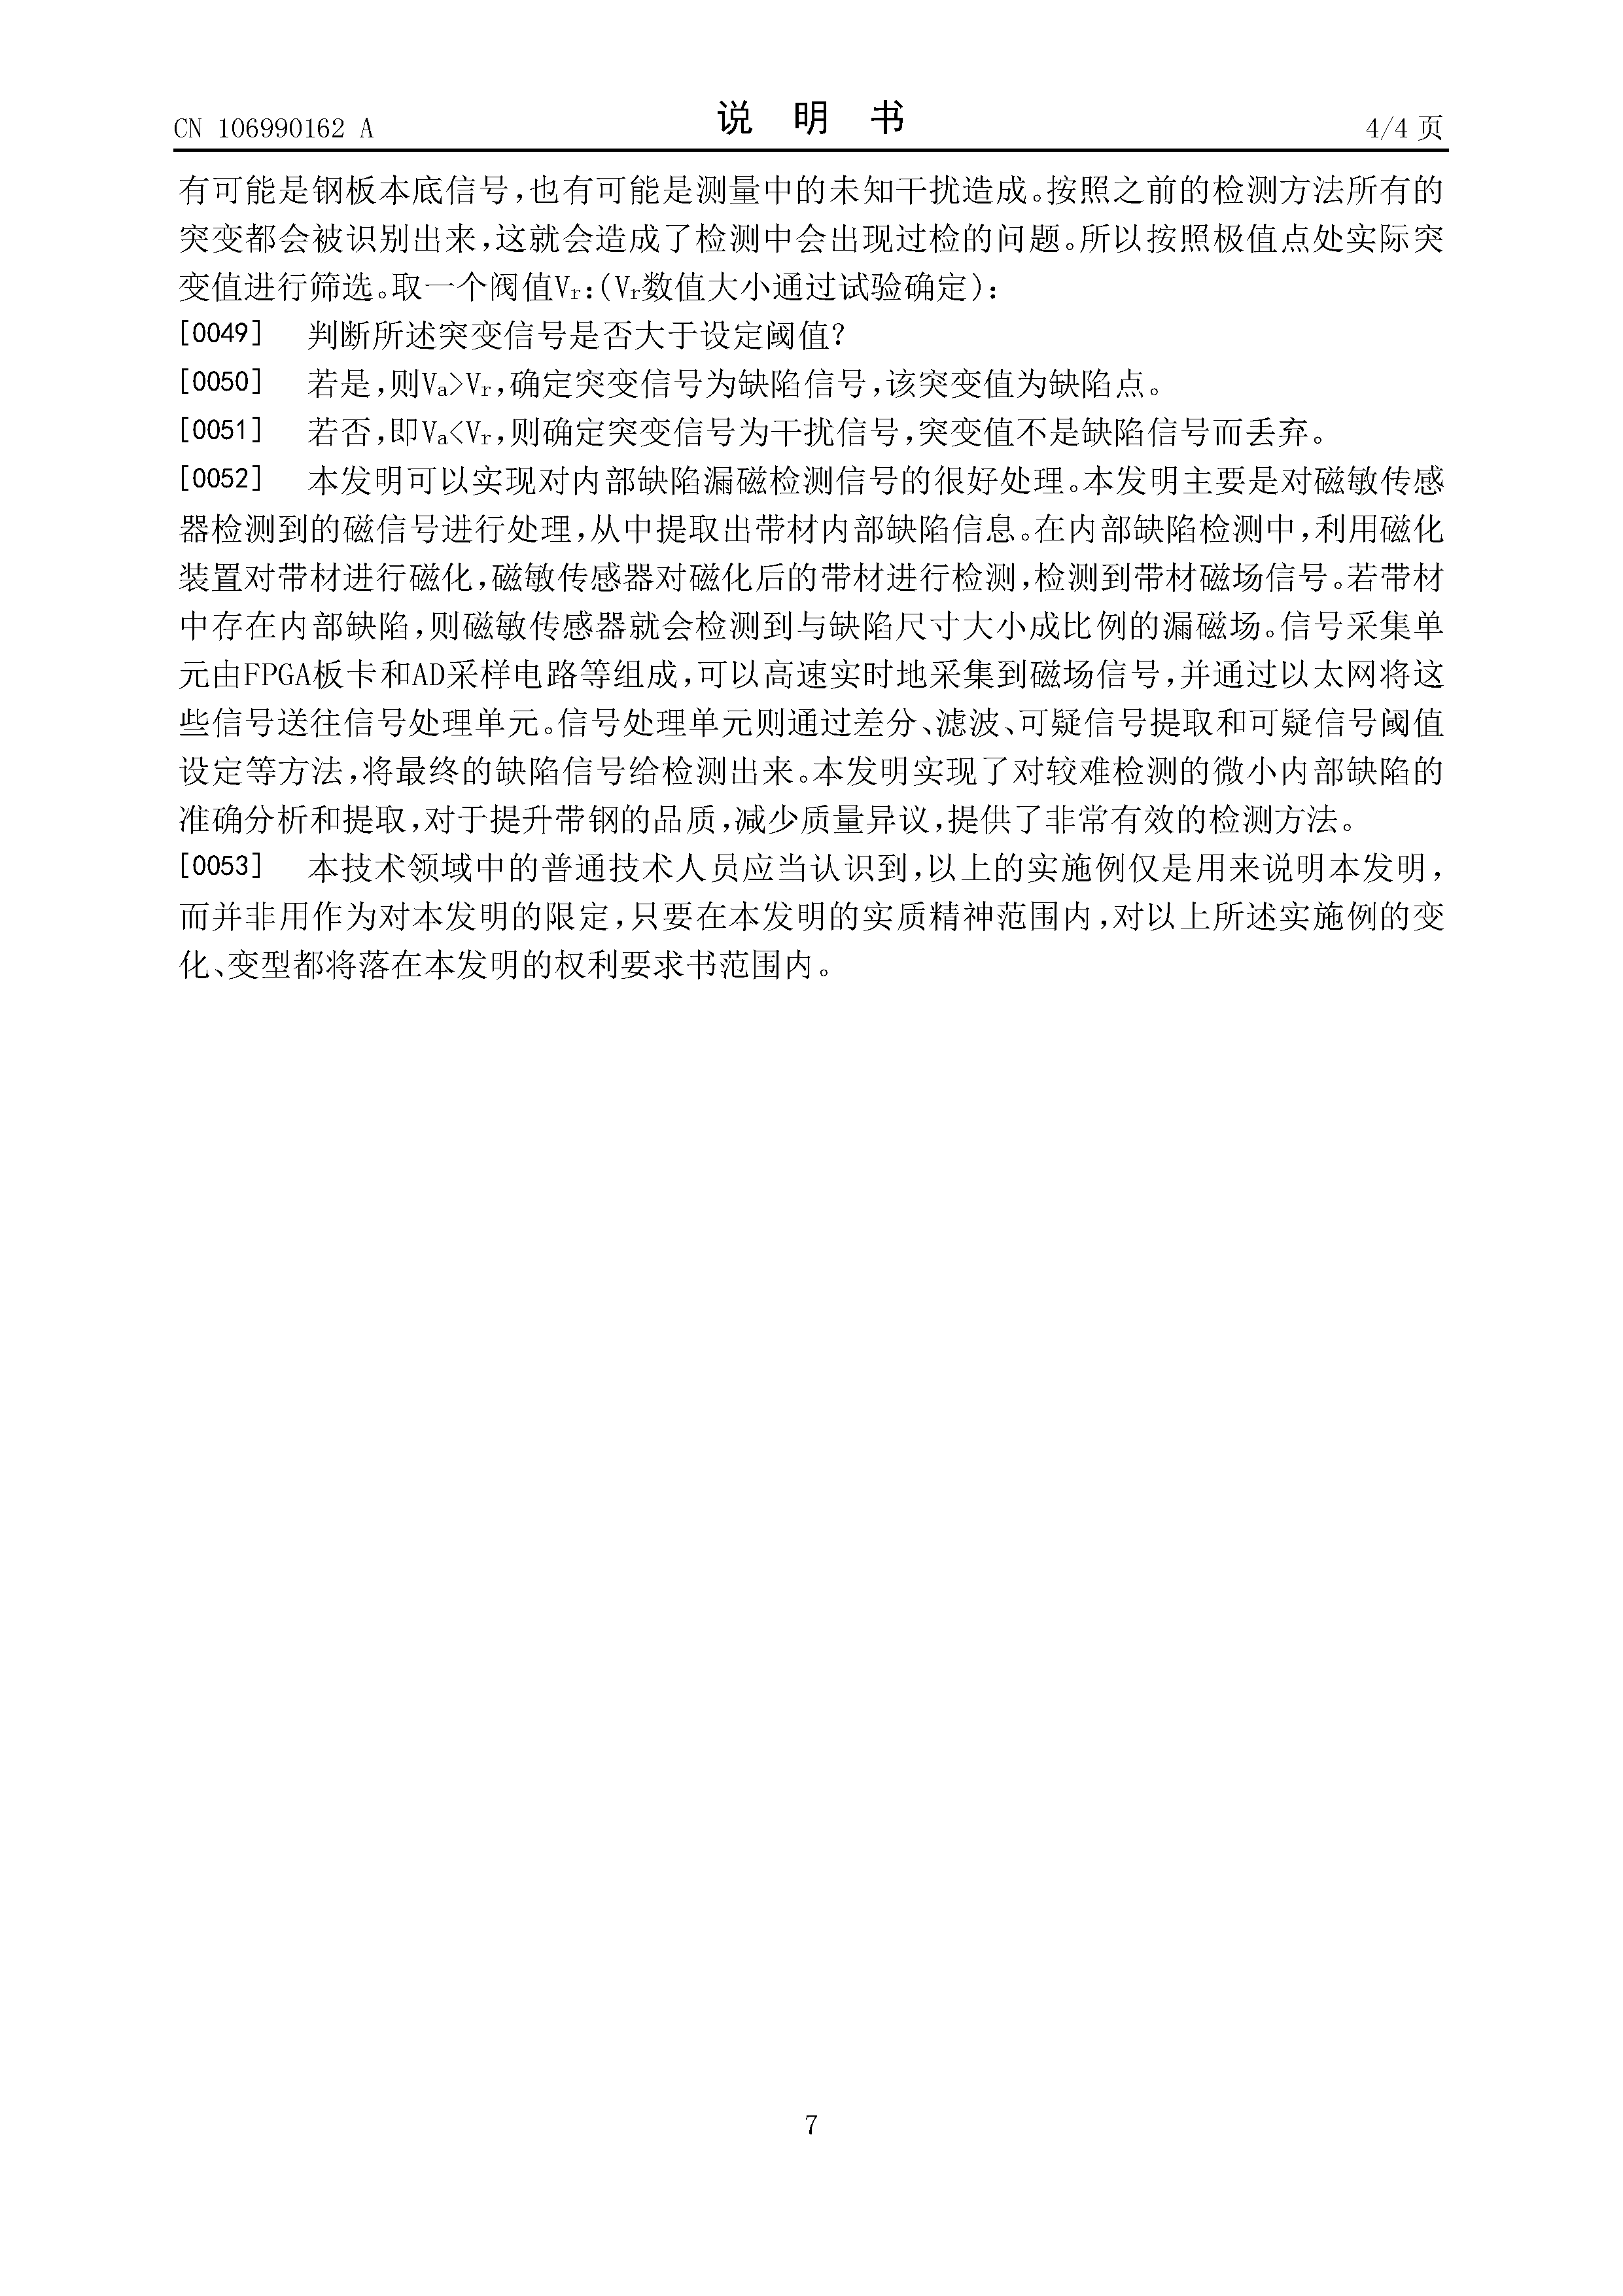 CN 106990162 A
说 明 书
4/4 页
有可能是钢板本底信号,也有可能是测量中的未知干扰造成。按照之前的检测方法所有的
突变都会被识别出来,这就会造成了检测中会出现过检的问题。所以按照极值点处实际突
变值进行筛选。取一个阀值Vr:(Vr数值大小通过试验确定):
[0049] 判断所述突变信号是否大于设定阈值?
[0050] 若是,则Va>Vr,确定突变信号为缺陷信号,该突变值为缺陷点。
[0051] 若否,即Va<Vr,则确定突变信号为干扰信号,突变值不是缺陷信号而丢弃。
[0052] 本发明可以实现对内部缺陷漏磁检测信号的很好处理。本发明主要是对磁敏传感
器检测到的磁信号进行处理,从中提取出带材内部缺陷信息。在内部缺陷检测中,利用磁化
装置对带材进行磁化,磁敏传感器对磁化后的带材进行检测,检测到带材磁场信号。若带材
中存在内部缺陷,则磁敏传感器就会检测到与缺陷尺寸大小成比例的漏磁场。信号采集单
元由FPGA板卡和AD采样电路等组成,可以高速实时地采集到磁场信号,并通过以太网将这
些信号送往信号处理单元。信号处理单元则通过差分、滤波、可疑信号提取和可疑信号阈值
设定等方法,将最终的缺陷信号给检测出来。本发明实现了对较难检测的微小内部缺陷的
准确分析和提取,对于提升带钢的品质,减少质量异议,提供了非常有效的检测方法。
[0053] 本技术领域中的普通技术人员应当认识到,以上的实施例仅是用来说明本发明,
而并非用作为对本发明的限定,只要在本发明的实质精神范围内,对以上所述实施例的变
化、变型都将落在本发明的权利要求书范围内。
7